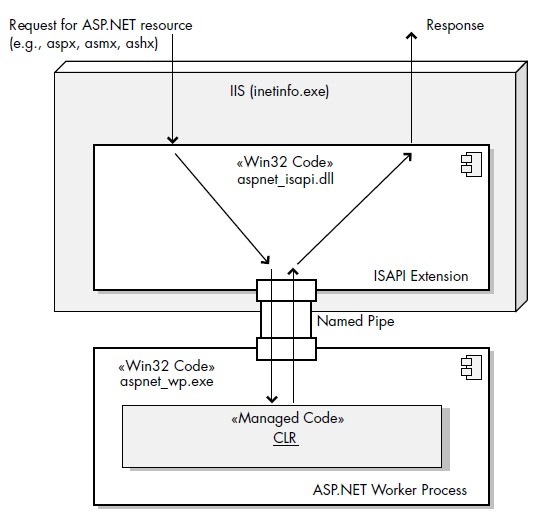 Request for ASP.NET resource
(e.g., aspx, asmx, ashx)
Response
IIS (inetinfo.exe)
«Win32 Code»
aspnet_isapi.dll
ISAPI Extension
Named Pipe
«Win32 Code»
aspnet_wp.exe
«Managed Code»
CLR
ASP.NET Worker Process